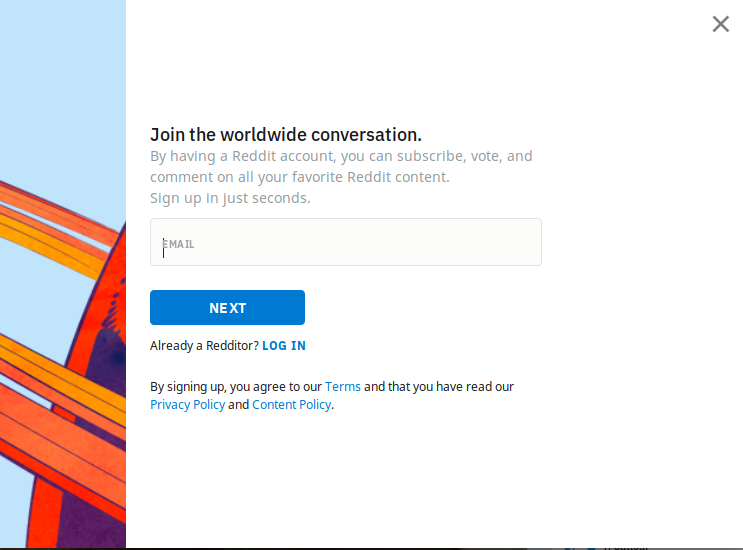 Join the worldwide conversation.
By having a Reddit account, you can subscribe, vote, and
comment on all your favorite Reddit content.
Sign up in just seconds.
EMAIL
NEXT
Already a Redditor? LOG IN
By signing up, you agree to our Terms and that you have read our
Privacy Policy and Content Policy.